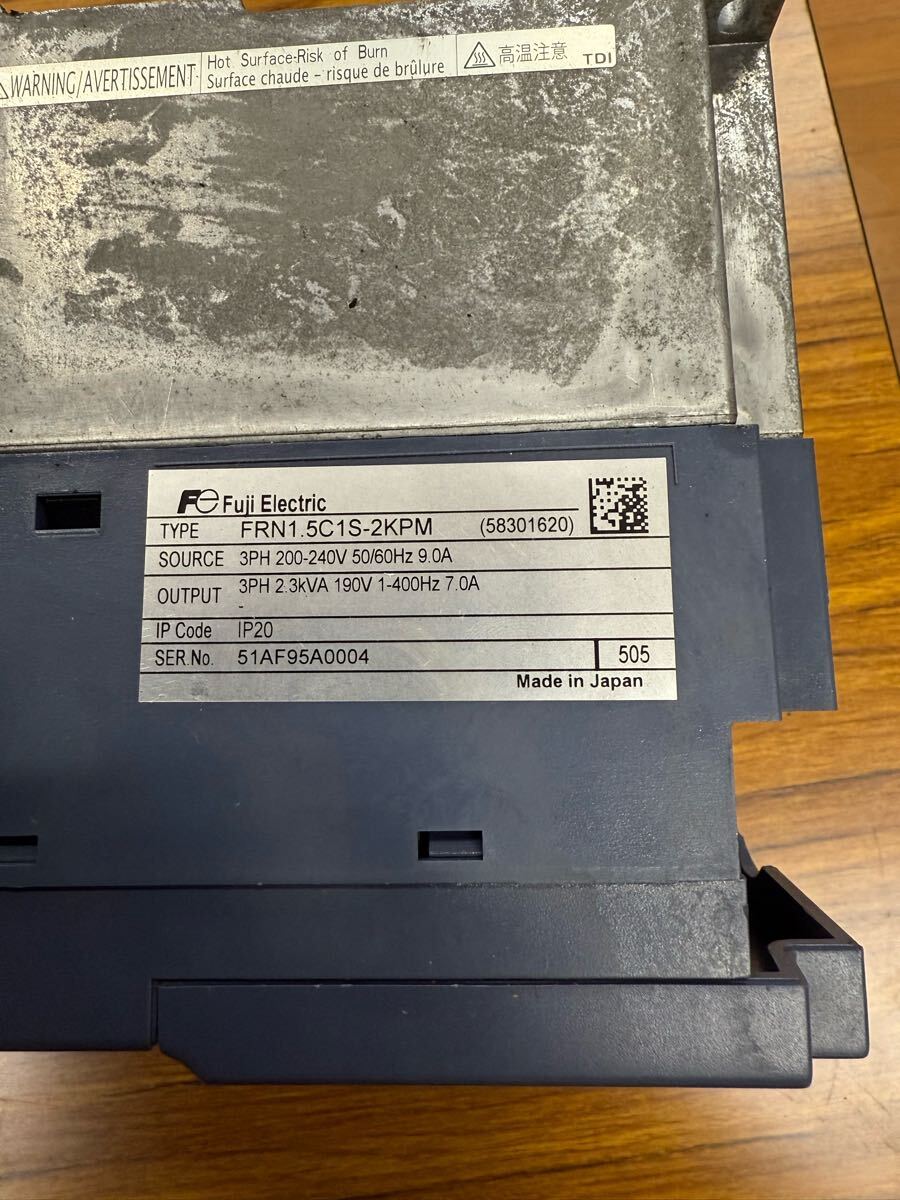 WARNING/AVERTISSEMENT
Hot Surface-Risk of Burn
Surface chaude - risque de brûlure
高温注意
TDI
Fe Fuji Electric
TYPE FRN1.5C1S-2KPM (58301620)
SOURCE 3PH 200-240V 50/60Hz 9.0A
OUTPUT 3PH 2.3kVA 190V 1-400Hz 7.0A
-
IP Code IP20
SER.No. 51AF95A0004 505
Made in Japan